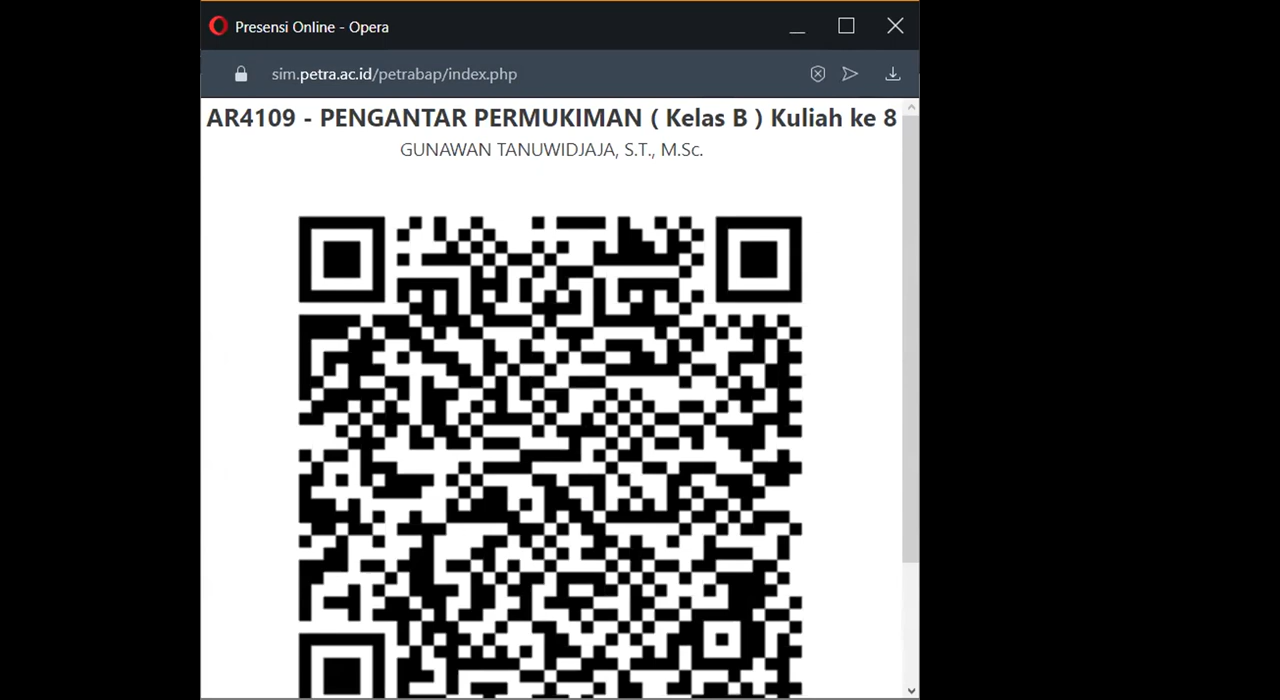 Presensi Online - Opera
sim.petra.ac.id/petrabap/index.php
AR4109 - PENGANTAR PERMUKIMAN ( Kelas B ) Kuliah ke 8
GUNAWAN TANUWIDJAJA, S.T., M.Sc.